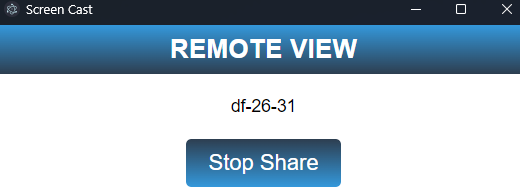 Screen Cast
REMOTE VIEW
df-26-31
Stop Share